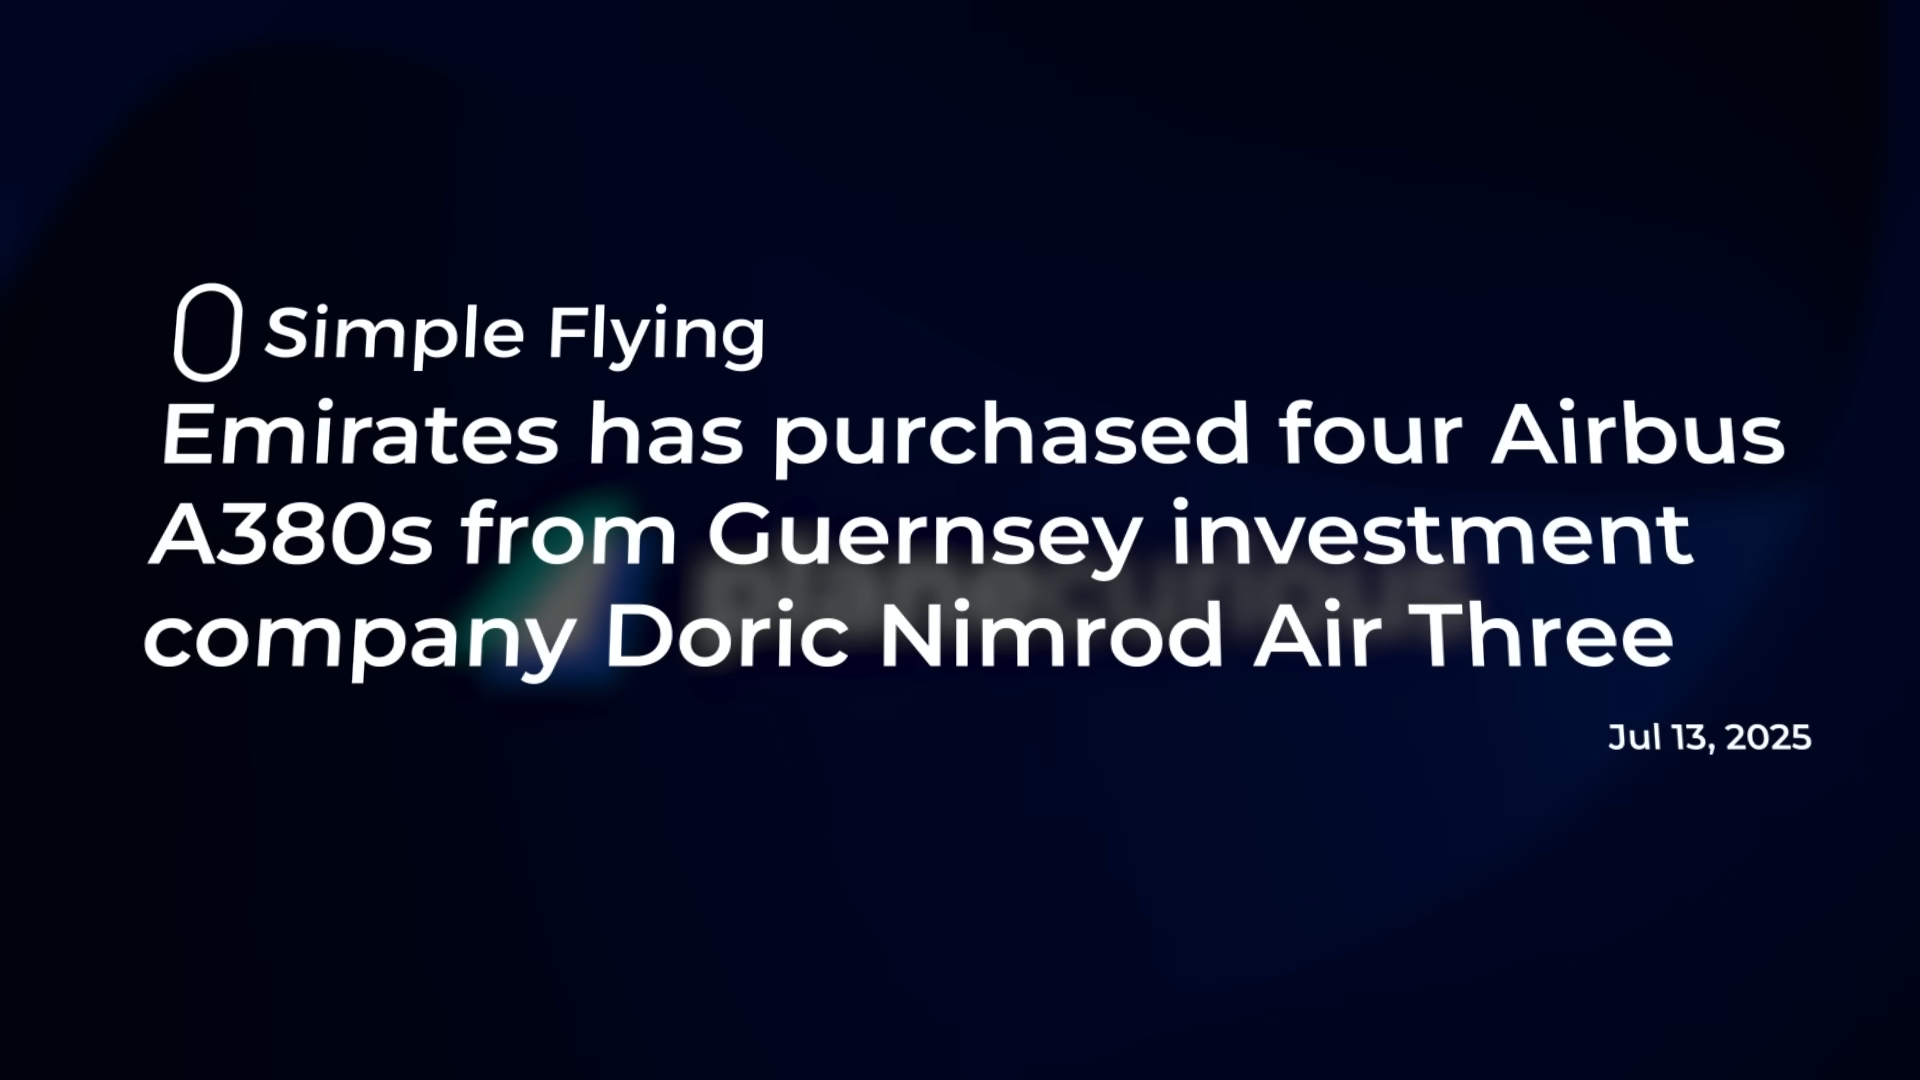 Simple Flying
Emirates has purchased four Airbus
A380s from Guernsey investment
company Doric Nimrod Air Three
Jul 13, 2025